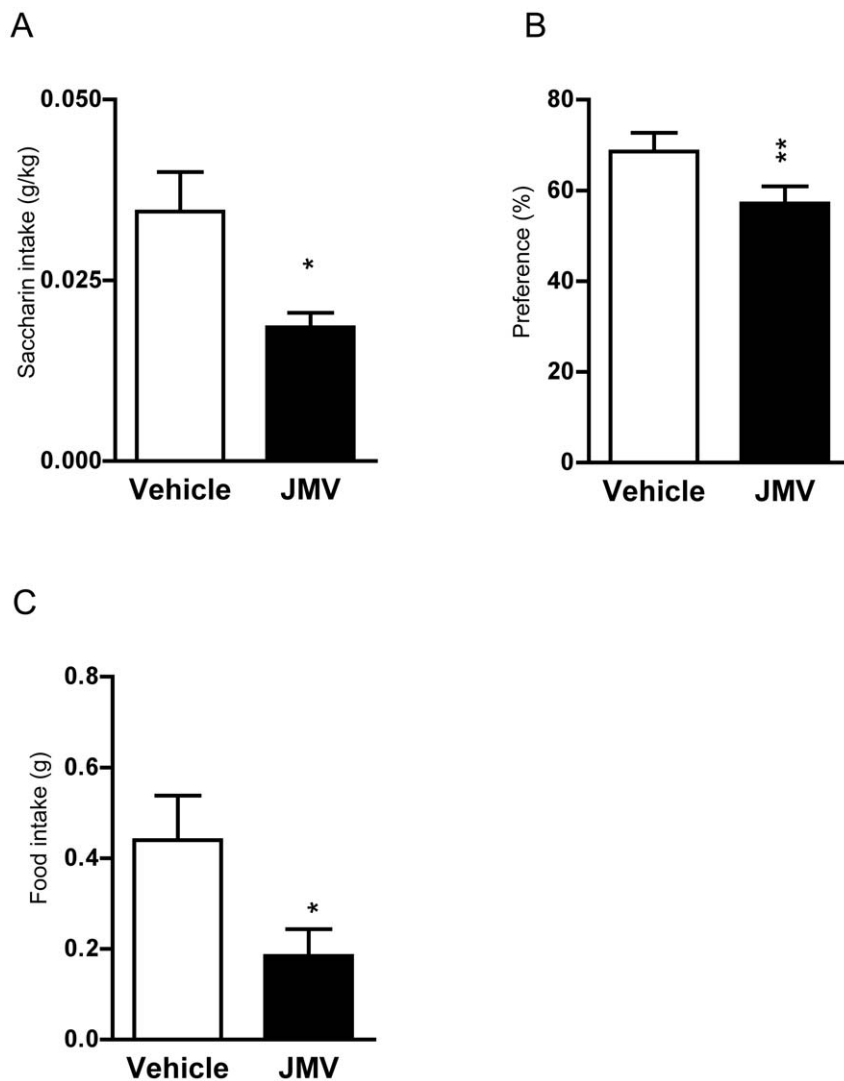 A
Saccharin intake (g/kg)
0.050
0.025
0.000
*
Vehicle JMV
B
Preference (%)
80
60
40
20
0
**
Vehicle JMV
C
Food intake (g)
0.8
0.6
0.4
0.2
0.0
*
Vehicle JMV